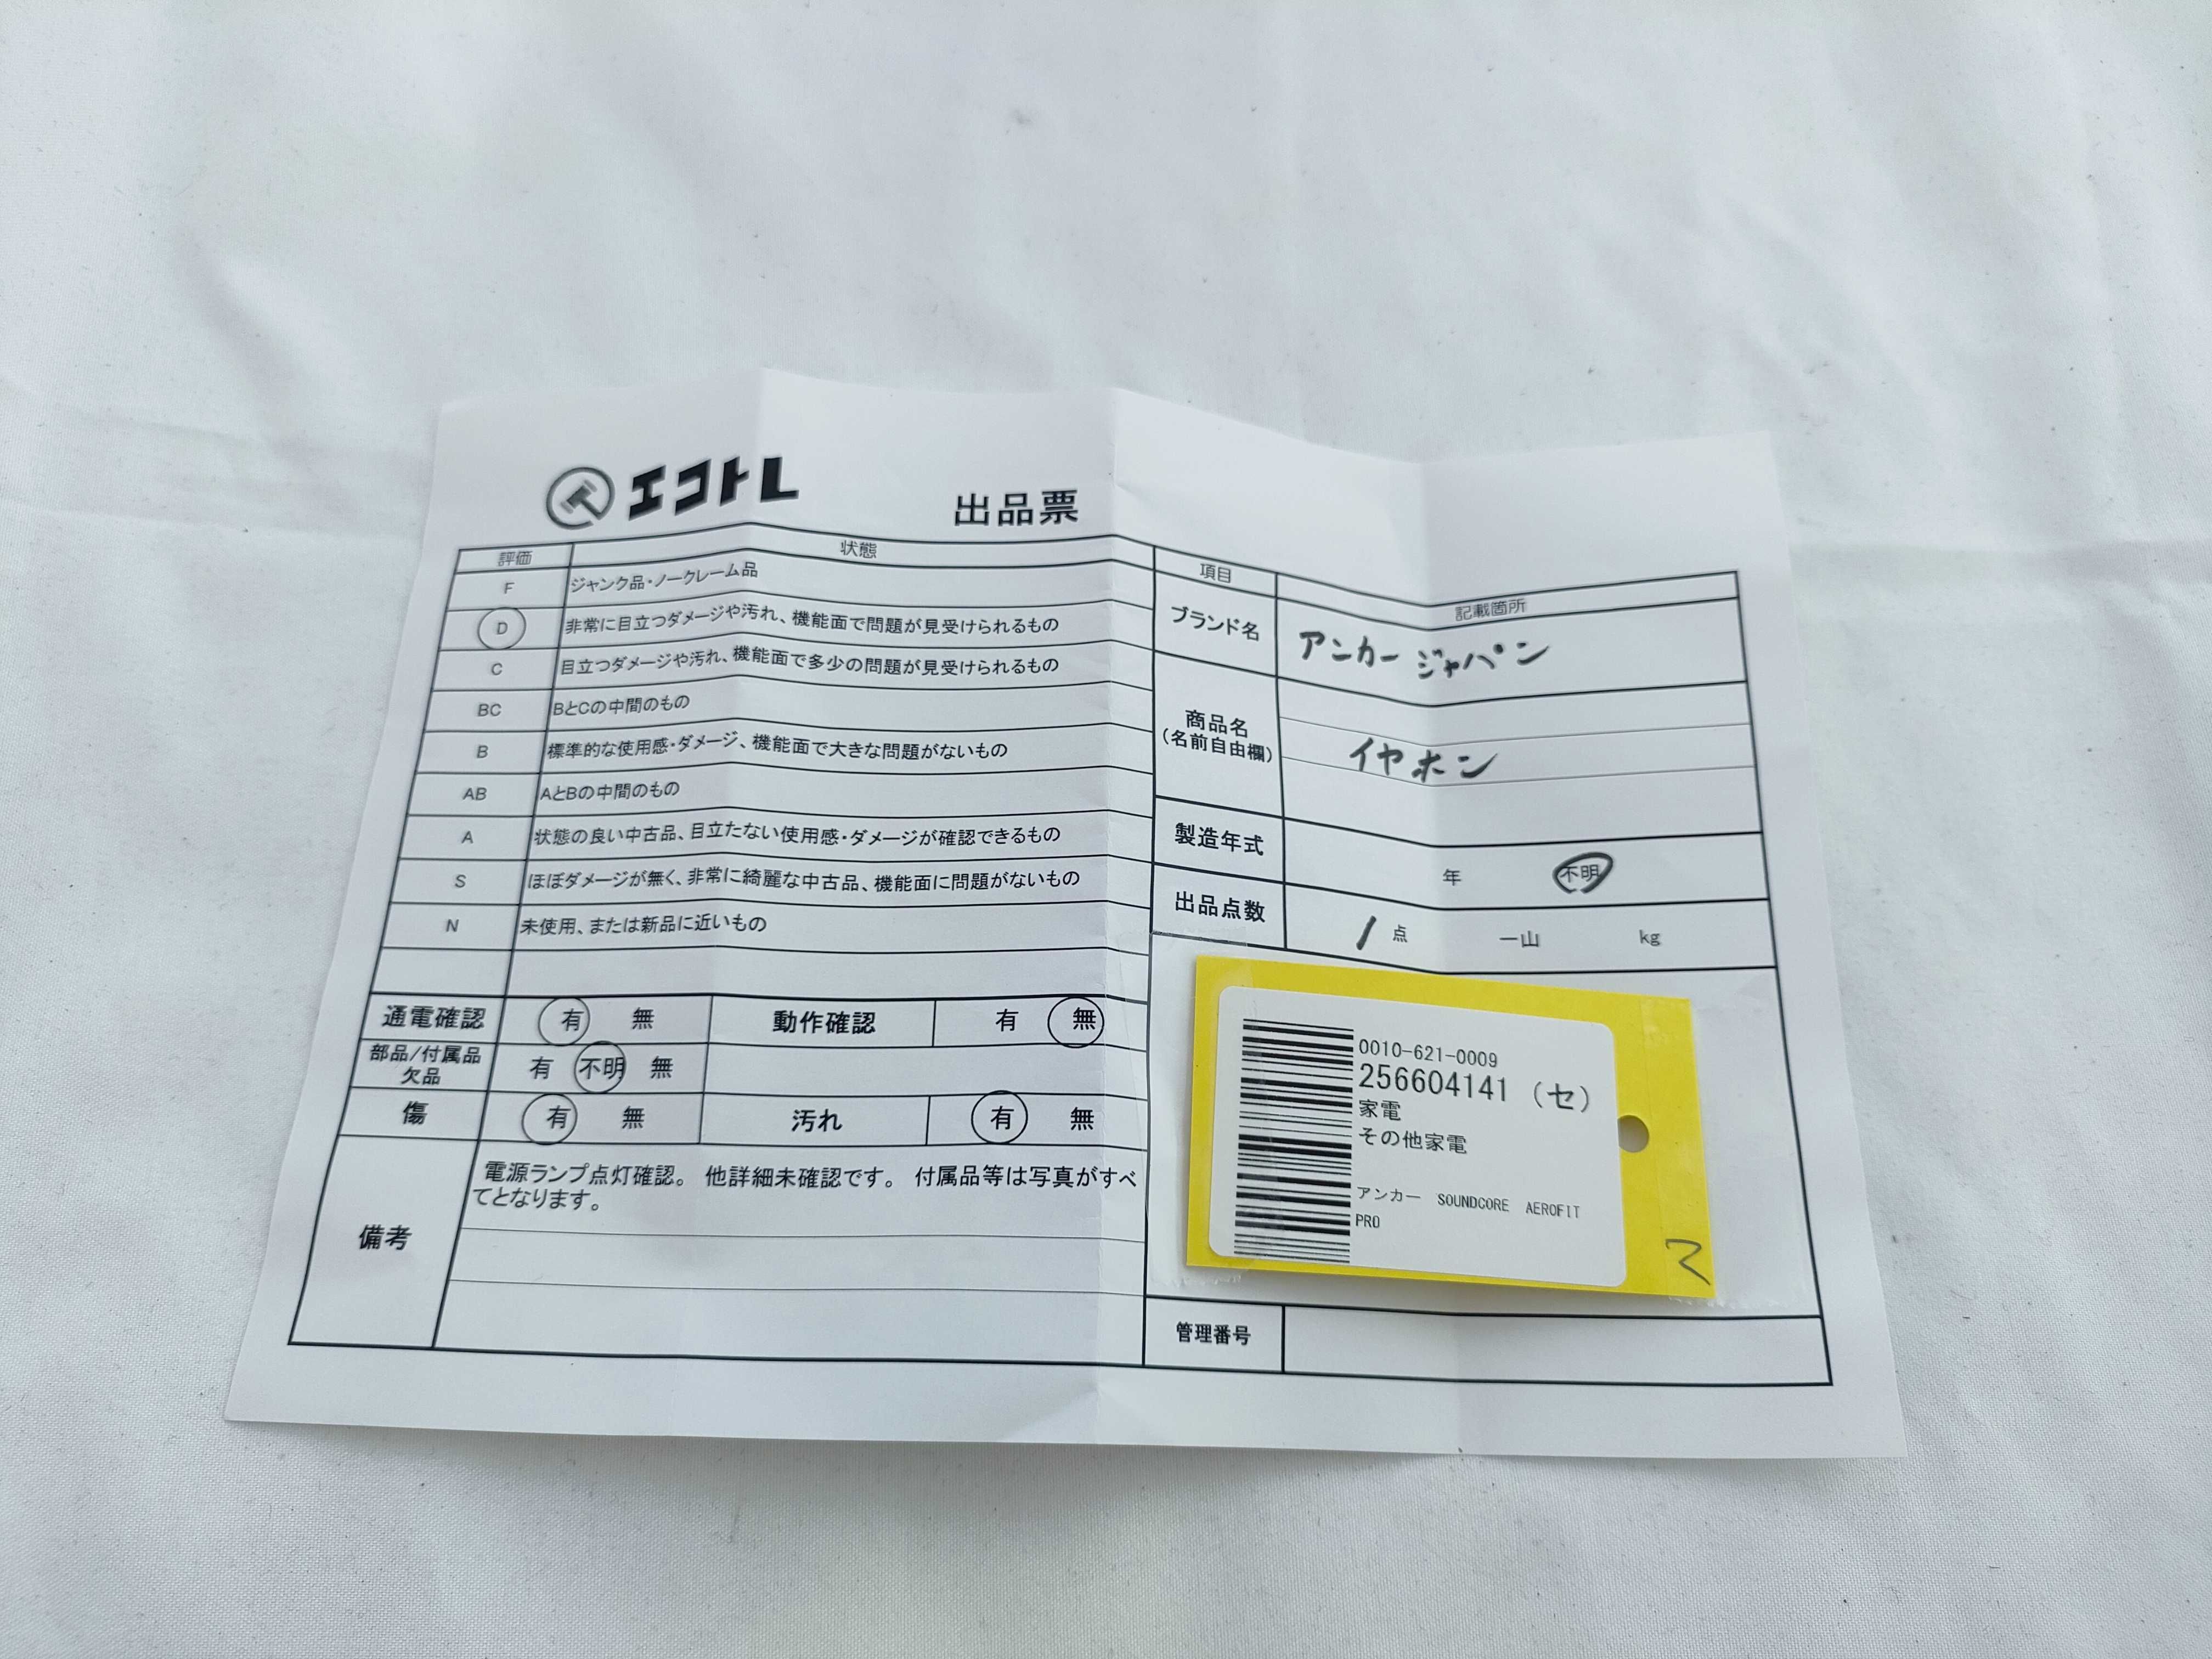 エコトレ
出品票
評価 状態
F ジャンク品・ノークレーム品
D 非常に目立つダメージや汚れ、機能面で問題が見受けられるもの
C 目立つダメージや汚れ、機能面で多少の問題が見受けられるもの
BC BとCの中間のもの
B 標準的な使用感・ダメージ、機能面で大きな問題がないもの
AB AとBの中間のもの
A 状態の良い中古品、目立たない使用感・ダメージが確認できるもの
S ほぼダメージが無く、非常に綺麗な中古品、機能面に問題がないもの
N 未使用、または新品に近いもの
通電確認 有 無 動作確認 有 無
部品/付属品
欠品 有 不明 無
傷 有 無 汚れ 有 無
備考 電源ランプ点灯確認。 他詳細未確認です。 付属品等は写真がすべ
てとなります。
項目 記載箇所
ブランド名 アンカー ジャパン
商品名
(名前自由欄) イヤホン
製造年式 年 不明
出品点数 1 点 一山 kg
0010-621-0009
256604141 (セ)
家電
その他家電
アンカー SOUNDCORE AEROFIT
PRO
マ
管理番号